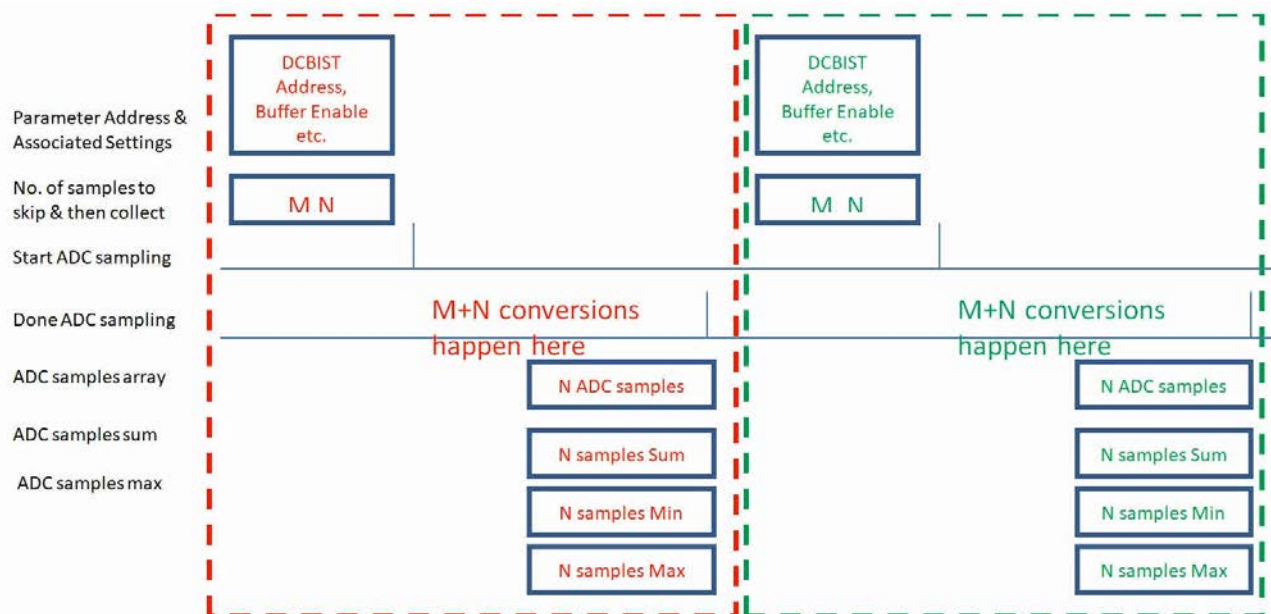 Parameter Address &
Associated Settings
No. of samples to
skip & then collect
Start ADC sampling
Done ADC sampling
ADC samples array
ADC samples sum
ADC samples max
DCBIST
Address,
Buffer Enable
etc.
M N
M+N conversions
happen here
N ADC samples
N samples Sum
N samples Min
N samples Max
DCBIST
Address,
Buffer Enable
etc.
M N
M+N conversions
happen here
N ADC samples
N samples Sum
N samples Min
N samples Max